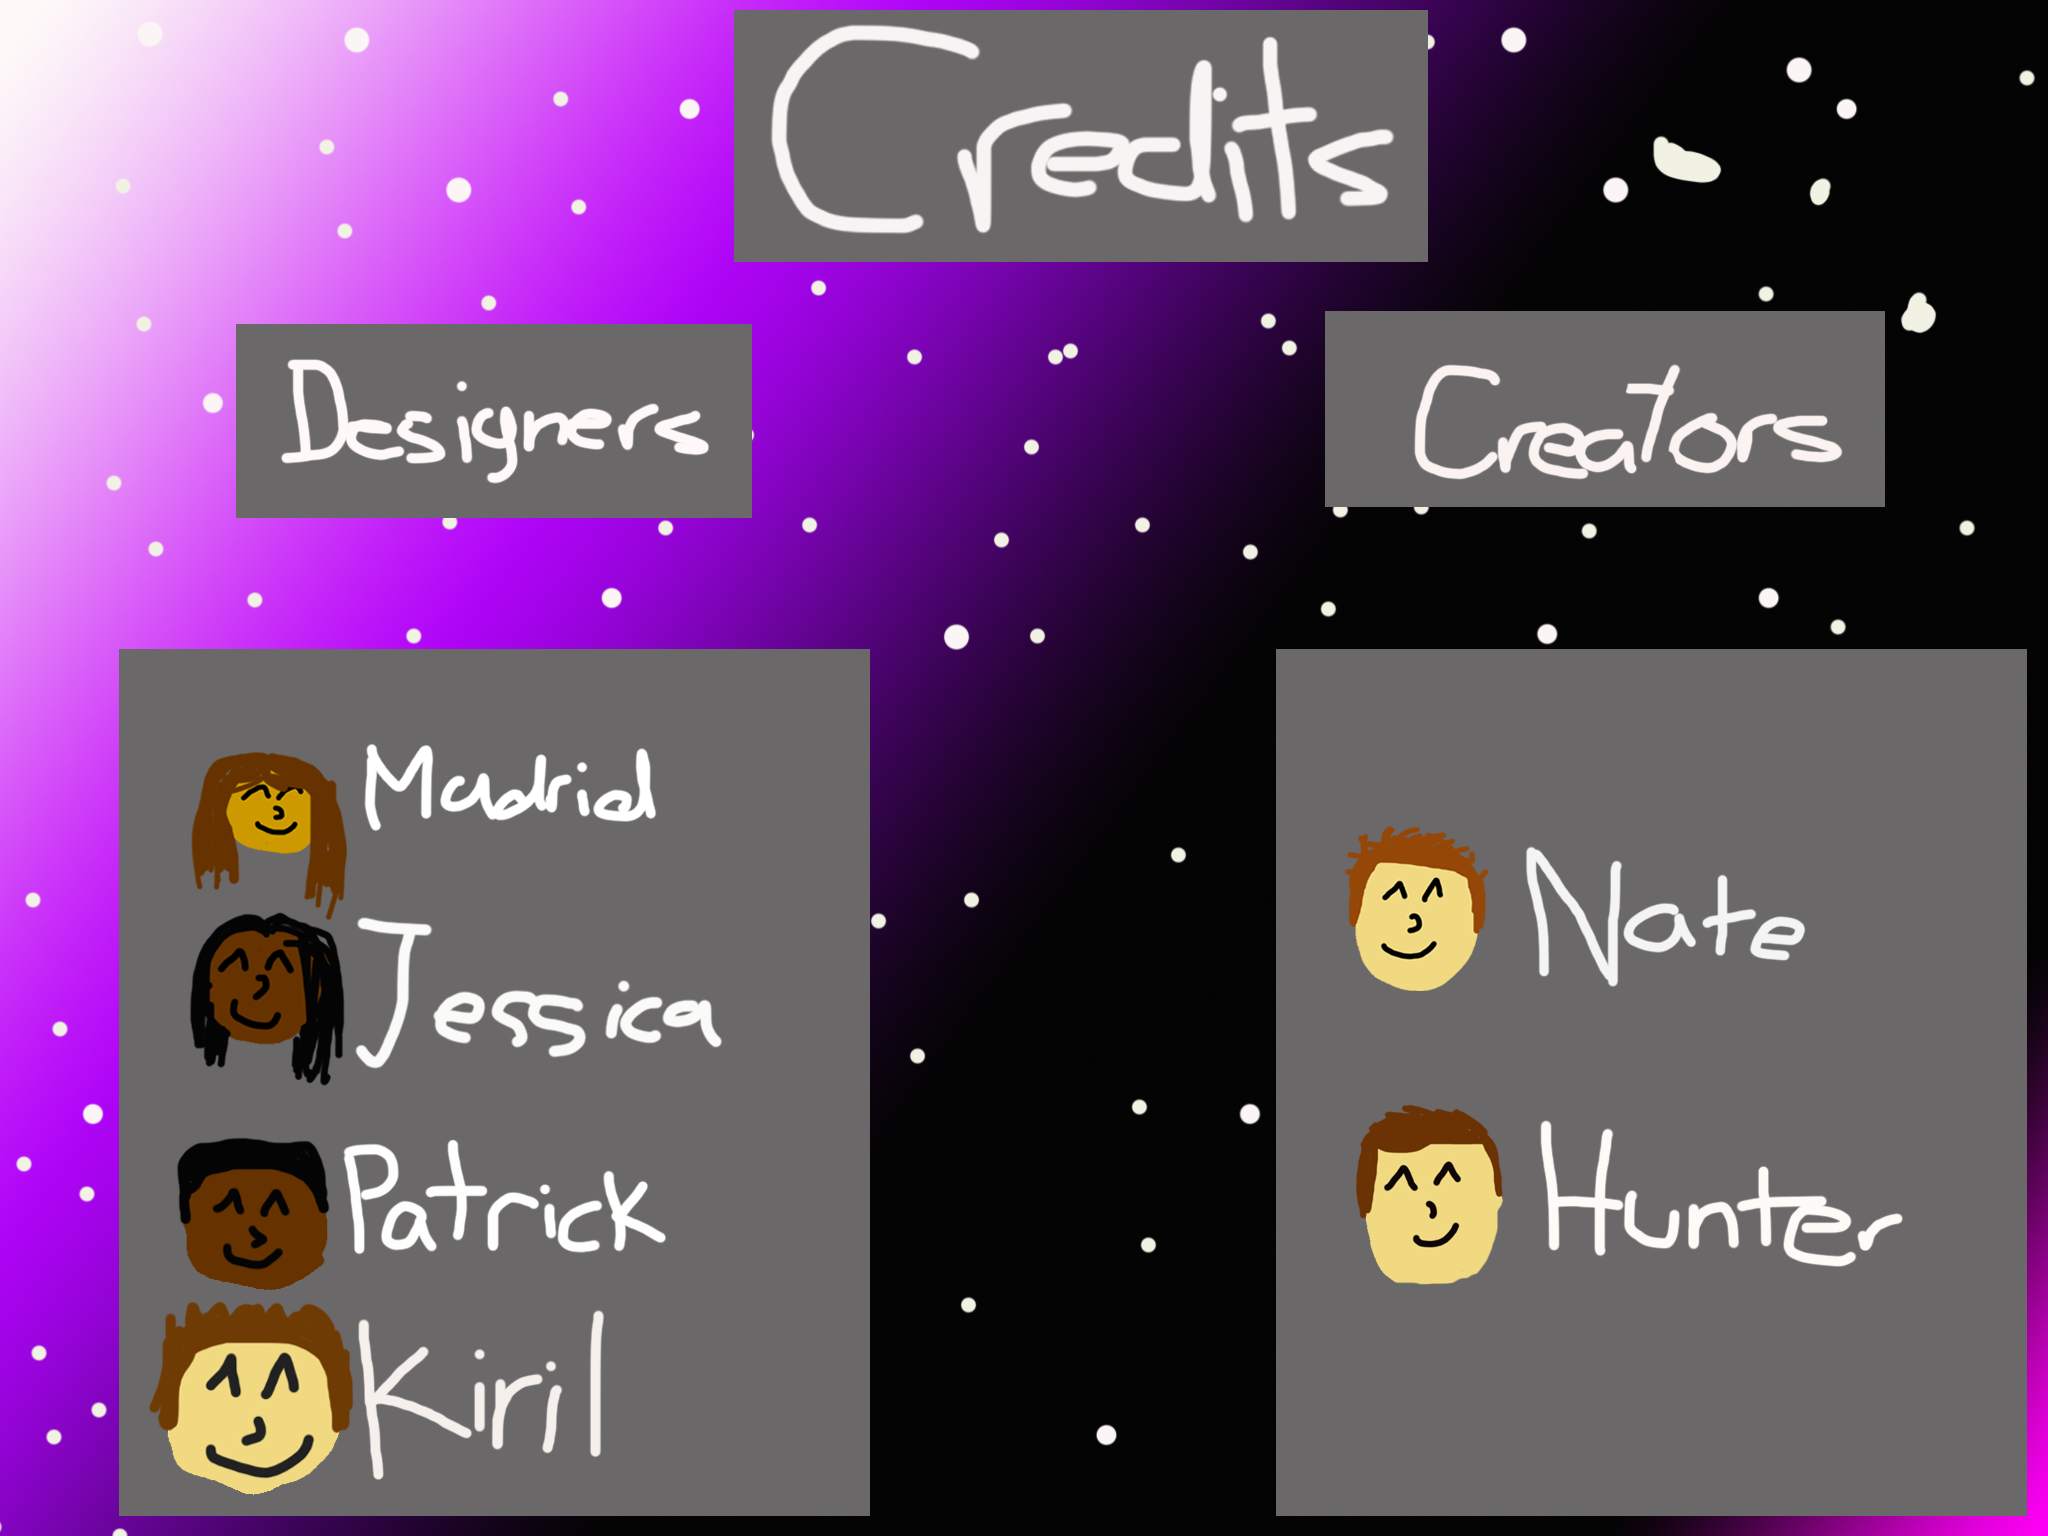 Credits
Designers
Madrid
Jessica
Patrick
Kiril
Creators
Nate
Hunter